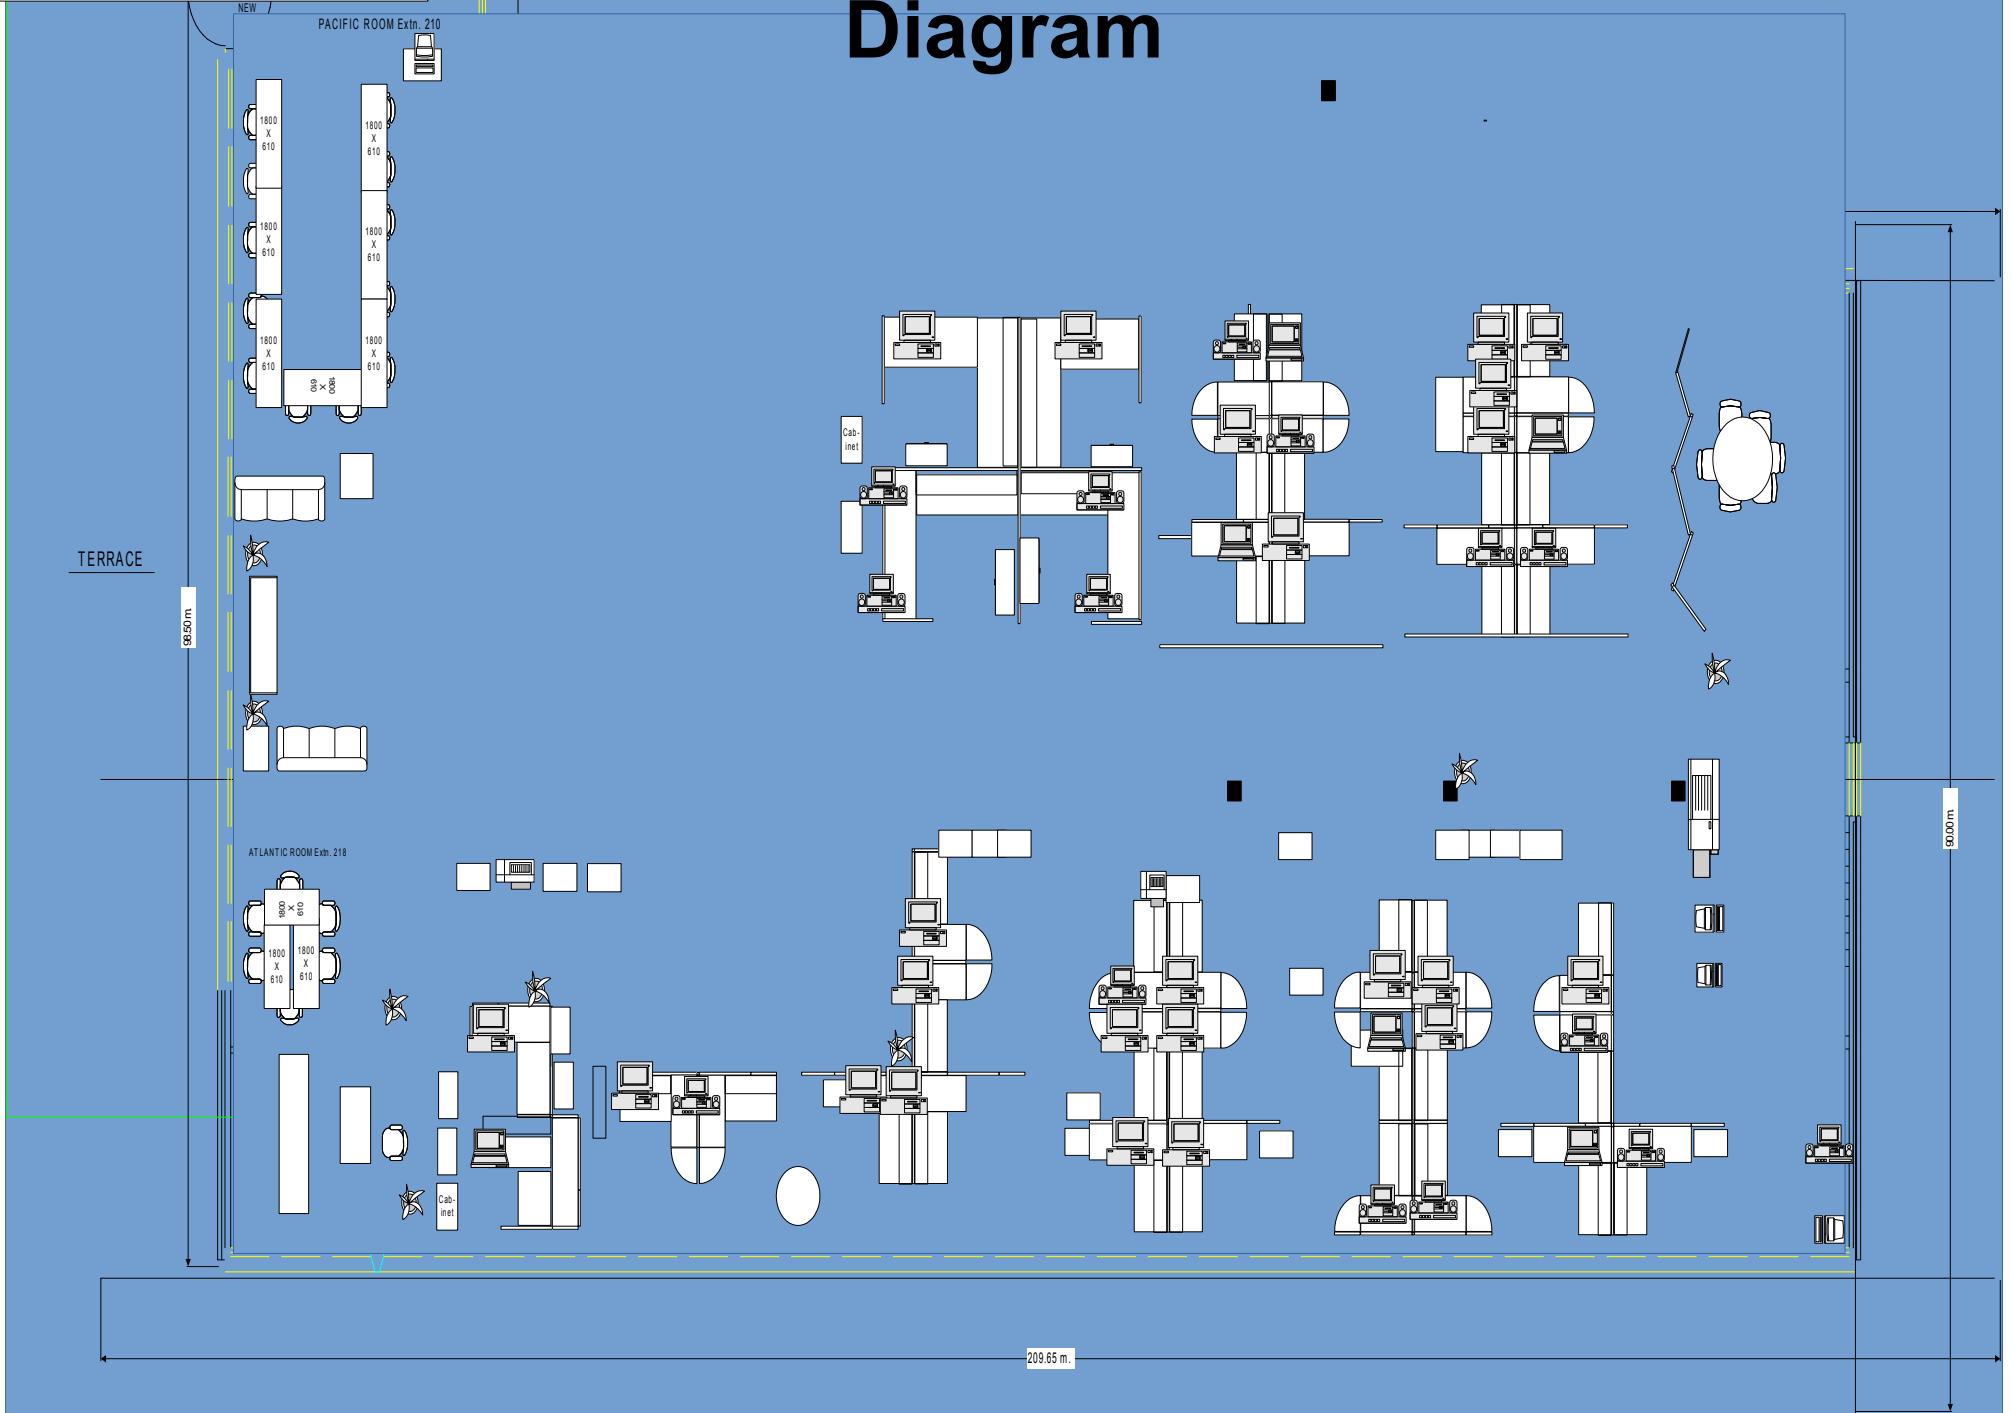 NEW
Diagram
PACIFIC ROOM Extn. 210
1800
X
610
1800
X
610
1800
X
610
1800
X
610
1800
X
610
1800
X
610
1800
X
610
Cab-
inet
TERRACE
98.50 m.
90.00 m.
ATLANTIC ROOM Extn. 218
1800
X
610
1800
X
610
1800
X
610
Cab-
inet
209.65 m.